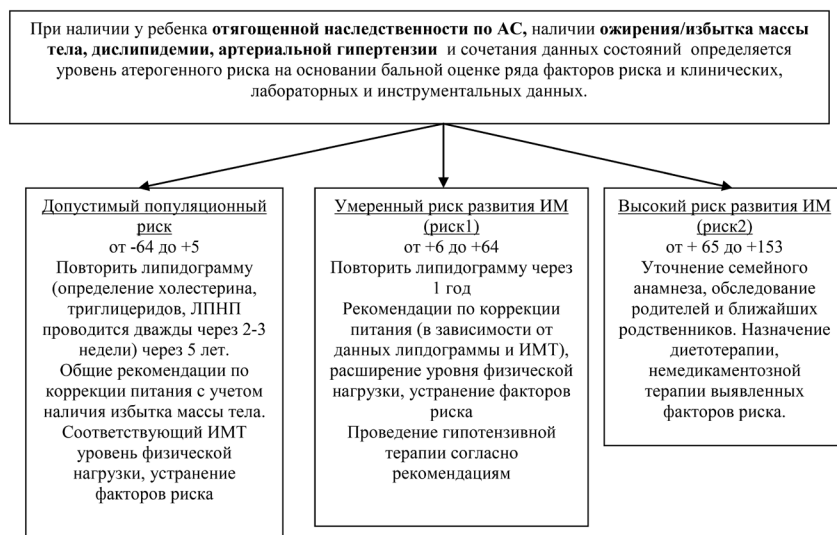 При наличии у ребенка отягощенной наследственности по АС, наличии ожирения/избытка массы
тела, дислипидемии, артериальной гипертензии и сочетания данных состояний определяется
уровень атерогенного риска на основании бальной оценке ряда факторов риска и клинических,
лабораторных и инструментальных данных.
Допустимый популяционный
риск
от -64 до +5
Повторить липидограмму
(определение холестерина,
триглицеридов, ЛПНП
проводится дважды через 2-3
недели) через 5 лет.
Общие рекомендации по
коррекции питания с учетом
наличия избытка массы тела.
Соответствующий ИМТ
уровень физической
нагрузки, устранение
факторов риска
Умеренный риск развития ИМ
(риск1)
от +6 до +64
Повторить липидограмму через
1 год
Рекомендации по коррекции
питания (в зависимости от
данных липдограммы и ИМТ),
расширение уровня физической
нагрузки, устранение факторов
риска
Проведение гипотензивной
терапии согласно
рекомендациям
Высокий риск развития ИМ
(риск2)
от + 65 до +153
Уточнение семейного
анамнеза, обследование
родителей и ближайших
родственников. Назначение
диетотерапии,
немедикаментозной
терапии выявленных
факторов риска.